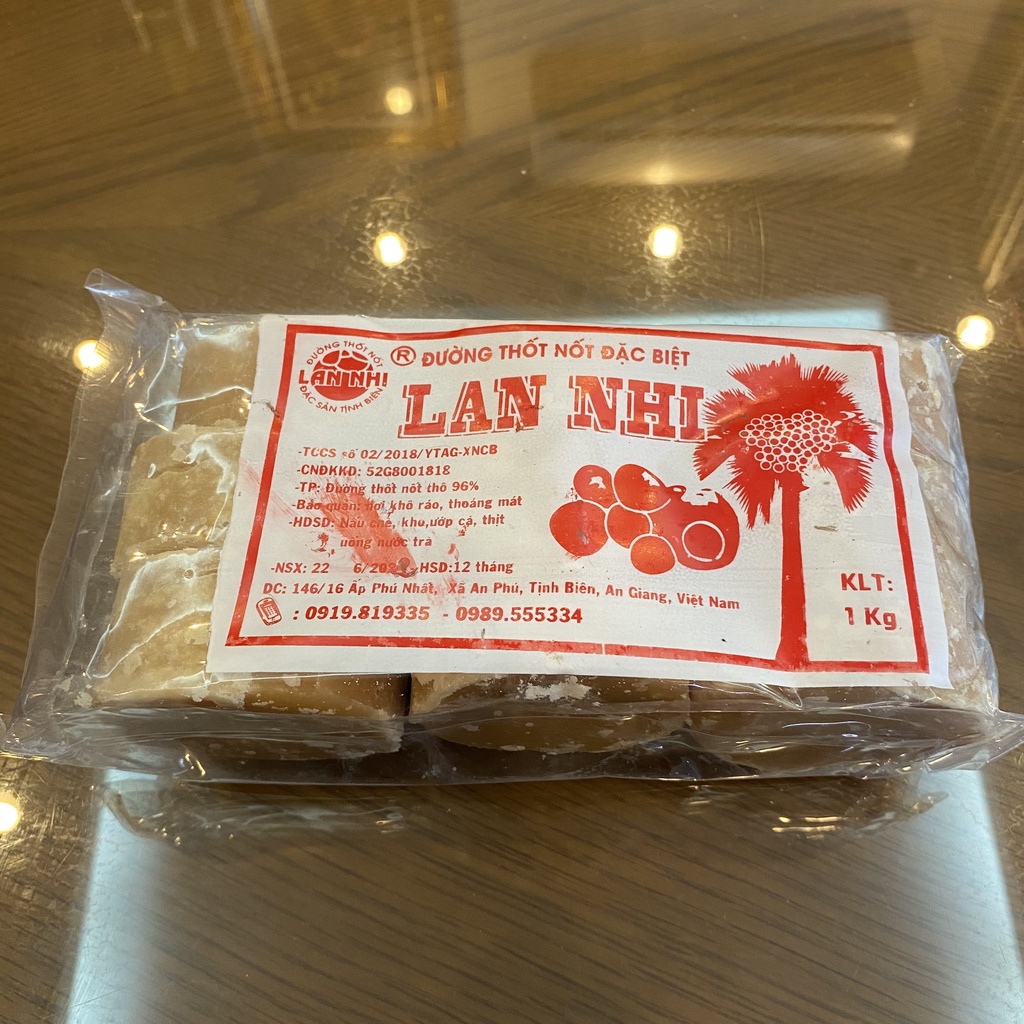 ĐƯỜNG THỐT NỐT
LAN NHI
ĐẶC SẢN TỊNH BIÊN
® ĐƯỜNG THỐT NỐT ĐẶC BIỆT
LAN NHI
-TCCS số 02/2018/YTAG-XNCB
-CNĐKKD: 52G8001818
-TP: Đường thốt nốt thô 96%
-Bảo quản: Nơi khô ráo, thoáng mát
-HDSD: Nấu chè, kho,ướp cá, thịt
uống nước trà
-NSX: 22 -HSD:12 tháng
DC: 146/16 Ấp Phú Nhất, Xã An Phú, Tịnh Biên, An Giang, Việt Nam
: 0919.819335 - 0989.555334
KLT:
1 Kg